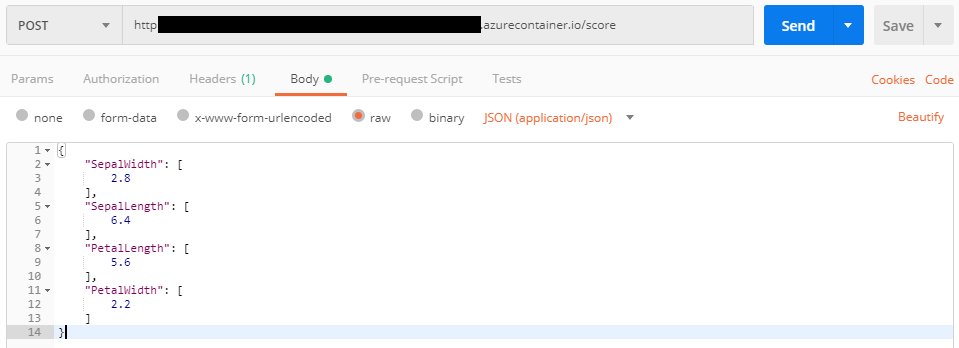 POST http .azurecontainer.io/score Send Save
Params Authorization Headers (1) Body Pre-request Script Tests Cookies Code
none form-data x-www-form-urlencoded raw binary JSON (application/json) Beautify
1 {
2 "SepalWidth": [
3 2.8
4 ],
5 "SepalLength": [
6 6.4
7 ],
8 "PetalLength": [
9 5.6
10 ],
11 "PetalWidth": [
12 2.2
13 ]
14 }